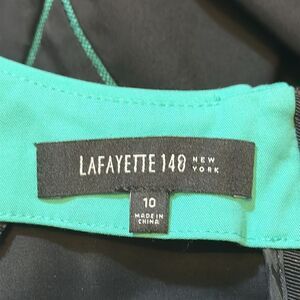 LAFAYETTE 148 NEW YORK
10
MADE IN
CHINA